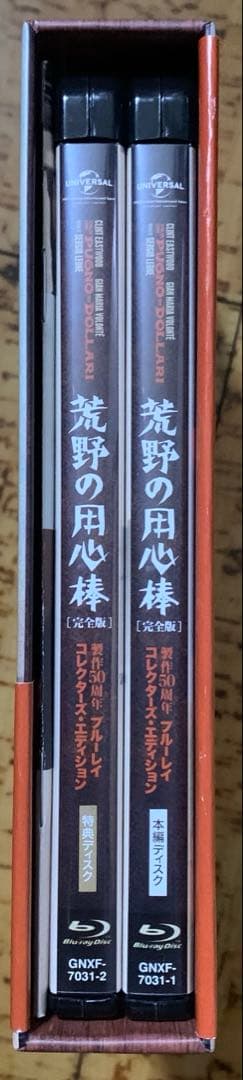 UNIVERSAL
CLINT EASTWOOD
GIAN MARIA VOLONTÉ
PER UN PUGNO DI DOLLARI
SERGIO LEONE
荒野の用心棒
[完全版]
製作50周年 ブルーレイ
コレクターズ・エディション
特典ディスク
Blu-ray Disc
GNXF-
7031-2
UNIVERSAL
CLINT EASTWOOD
GIAN MARIA VOLONTÉ
PER UN PUGNO DI DOLLARI
SERGIO LEONE
荒野の用心棒
[完全版]
製作50周年 ブルーレイ
コレクターズ・エディション
本編ディスク
Blu-ray Disc
GNXF-
7031-1